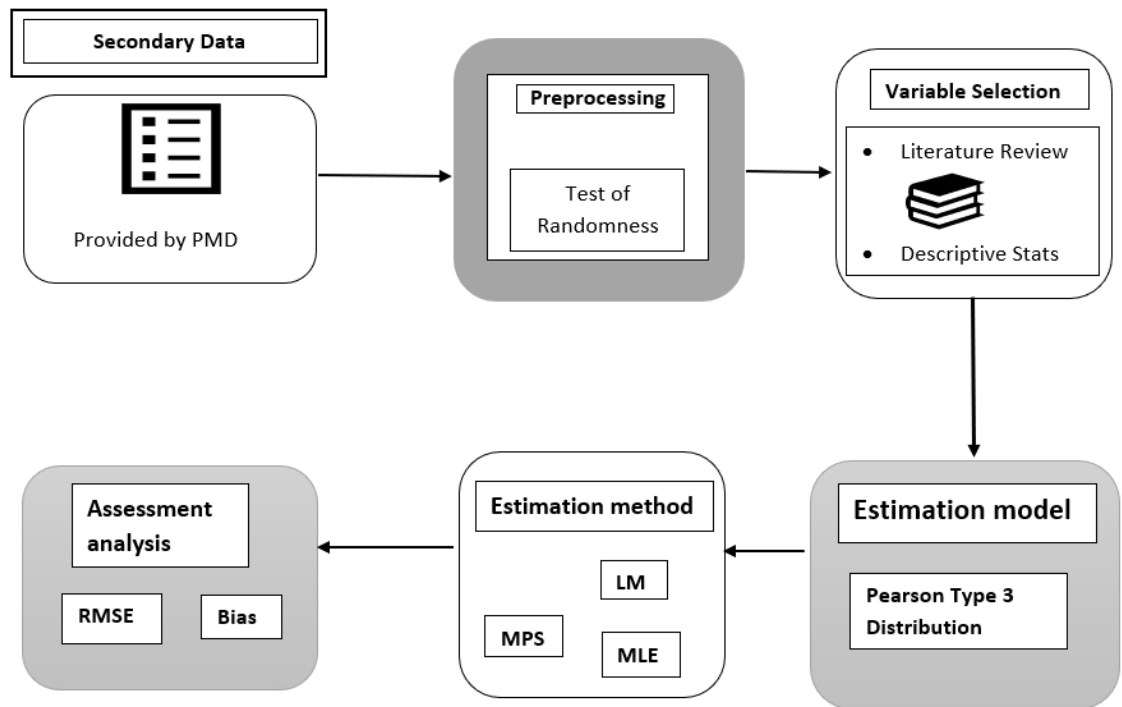 Secondary Data
Provided by PMD
Preprocessing
Test of
Randomness
Variable Selection
• Literature Review
• Descriptive Stats
Estimation model
Pearson Type 3
Distribution
Estimation method
LM
MPS
MLE
Assessment
analysis
RMSE
Bias